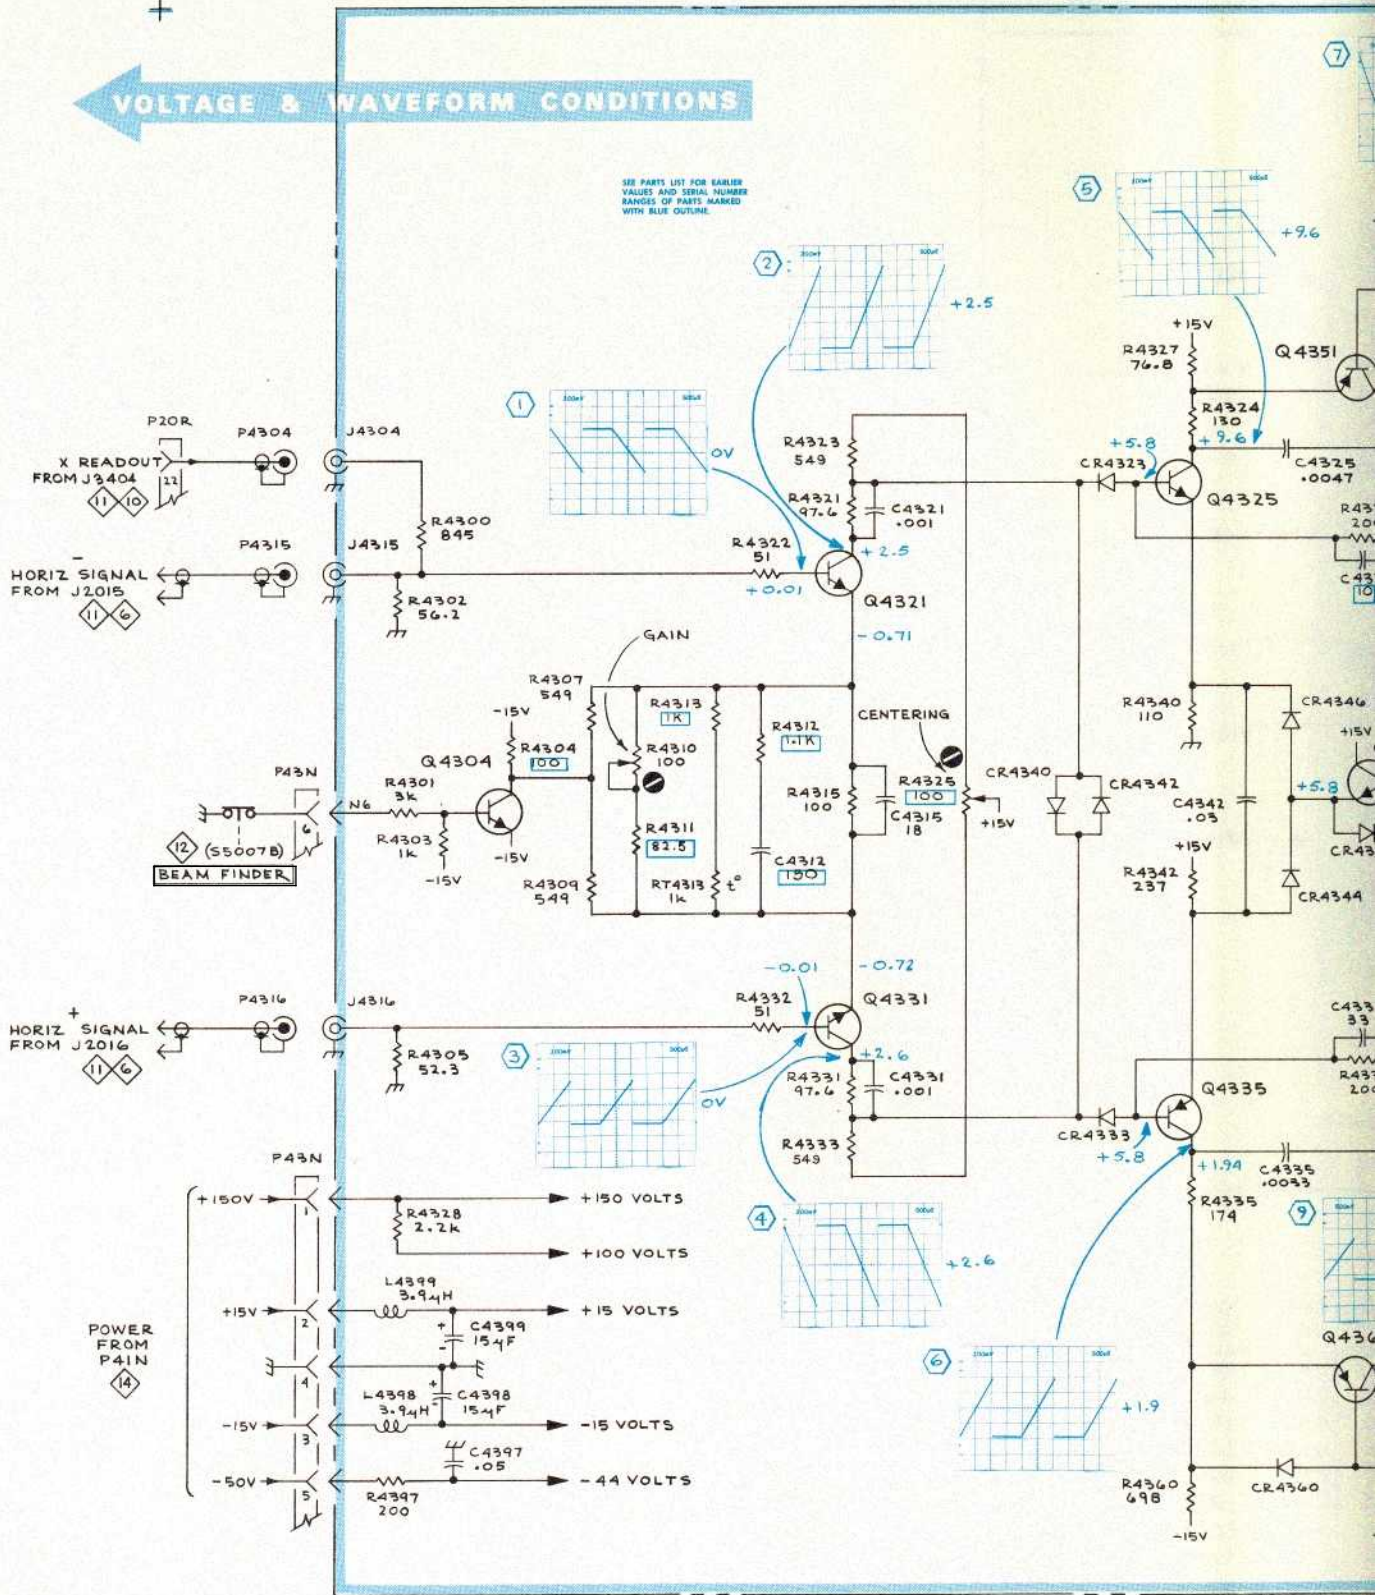 VOLTAGE & WAVEFORM CONDITIONS
SEE PARTS LIST FOR EARLIER
VALUES AND SERIAL NUMBER
RANGES OF PARTS MARKED
WITH BLUE OUTLINE.
7
5
+9.6
2
+2.5
1
0V
+15V
R4327
76.8
Q4351
R4324
130
+9.6
+5.8
CR4323
Q4325
C4325
.0047
P20R
P4304
J4304
X READOUT
FROM J3404
22
11
10
R4300
845
R4323
549
R4321
97.6
C4321
.001
+2.5
R4322
51
+0.01
Q4321
-0.71
P4315
J4315
-
HORIZ SIGNAL
FROM J2015
11
6
R4302
56.2
GAIN
R4307
549
R4313
1K
-15V
R4304
100
R4310
100
R4312
1.1K
CENTERING
R4325
100
+15V
R4315
100
C4315
18
CR4340
CR4342
R4340
110
CR4346
+15V
+5.8
C4342
.03
+15V
R4342
237
CR4344
Q4304
P43N
R4301
3K
N6
6
R4303
1K
-15V
-15V
12
(S5007B)
BEAM FINDER
R4311
82.5
R4309
549
RT4313
1K
t°
C4312
150
-0.01
-0.72
P4316
J4316
+
HORIZ SIGNAL
FROM J2016
11
6
R4305
52.3
R4332
51
Q4331
+2.6
R4331
97.6
C4331
.001
R4333
549
3
0V
CR4333
+5.8
Q4335
33
+1.94
C4335
.0033
R4335
174
9
4
+2.6
6
+1.9
P43N
+150V
1
+150 VOLTS
R4328
2.2K
+100 VOLTS
L4399
3.9µH
+15V
2
+15 VOLTS
+
-
C4399
15µF
POWER
FROM
P41N
14
4
L4398
3.9µH
+
C4398
15µF
-15V
3
-15 VOLTS
C4397
.05
-50V
5
-44 VOLTS
R4397
200
R4360
698
CR4360
-15V